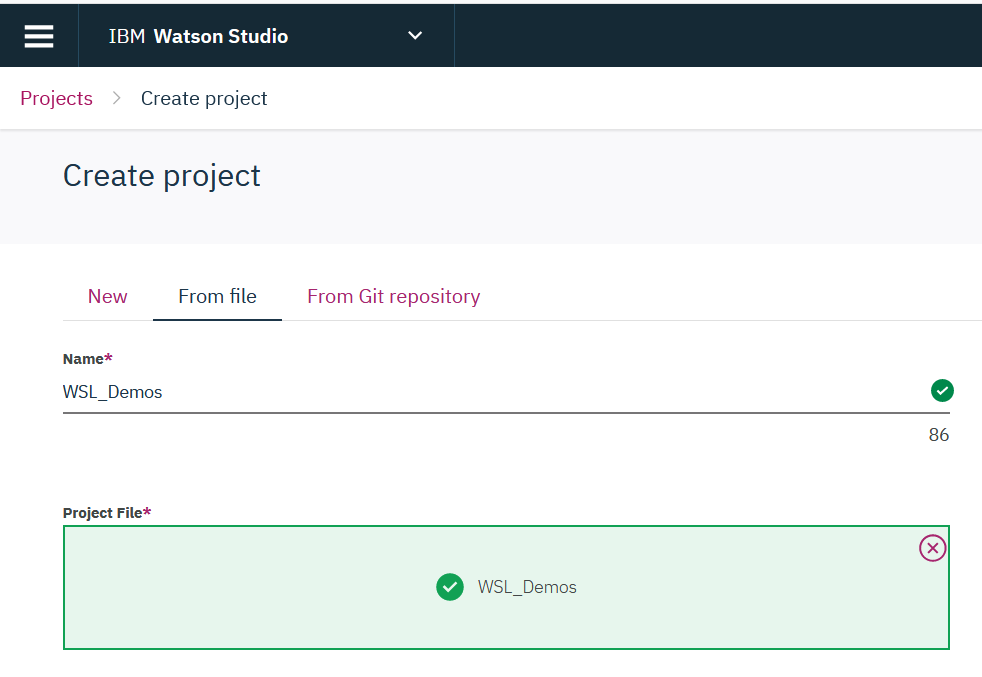 IBM Watson Studio
Projects > Create project
Create project
New From file From Git repository
Name*
WSL_Demos
86
Project File*
WSL_Demos